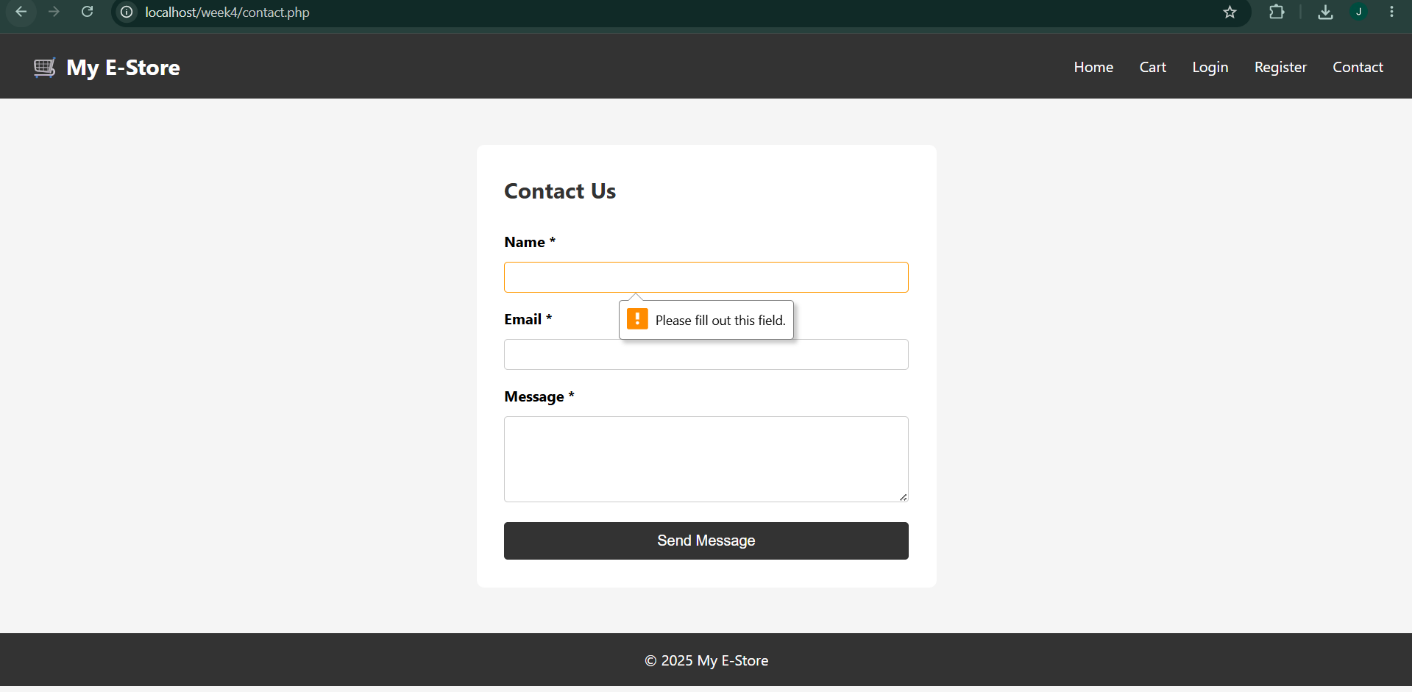 localhost/week4/contact.php
J
My E-Store
Home Cart Login Register Contact
Contact Us
Name *
Please fill out this field.
Email *
Message *
Send Message
© 2025 My E-Store